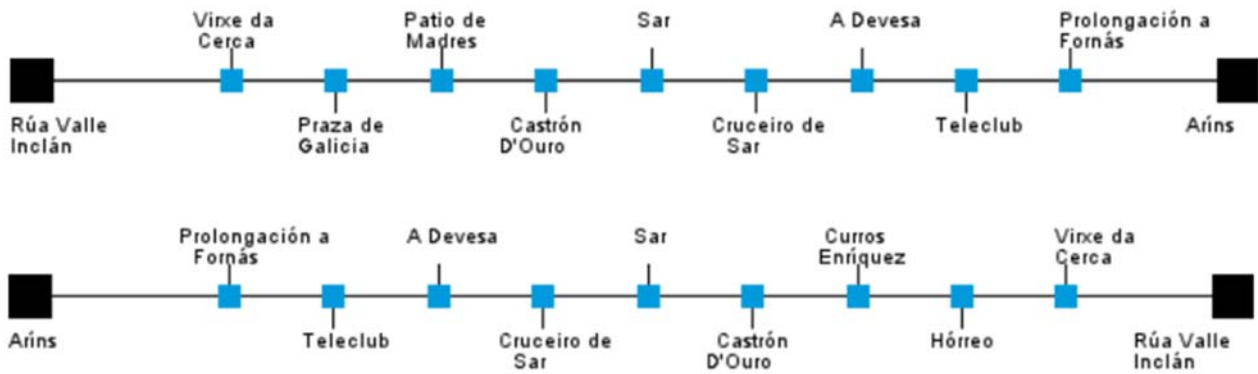 Virxe da
Cerca
Patio de
Madres
Sar
A Devesa
Prolongación a
Fornás
Rúa Valle
Inclán
Praza de
Galicia
Castrón
D'Ouro
Cruceiro de
Sar
Teleclub
Aríns
Prolongación a
Fornás
A Devesa
Sar
Curros
Enríquez
Virxe da
Cerca
Aríns
Teleclub
Cruceiro de
Sar
Castrón
D'Ouro
Hórreo
Rúa Valle
Inclán